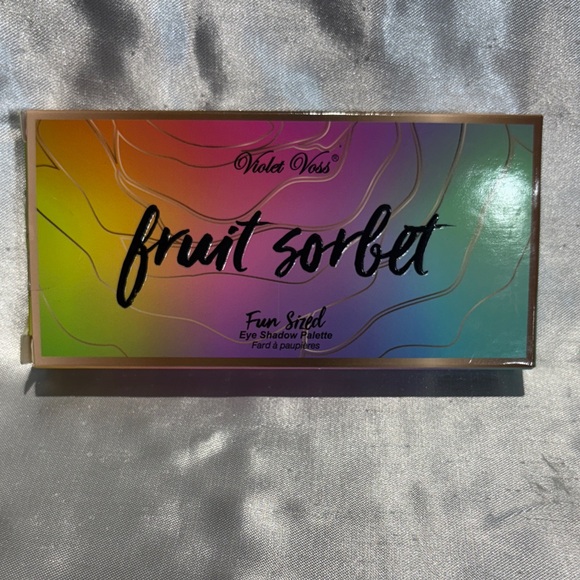 Violet Voss®
fruit sorbet
Fun Sized
Eye Shadow Palette
Fard à paupières